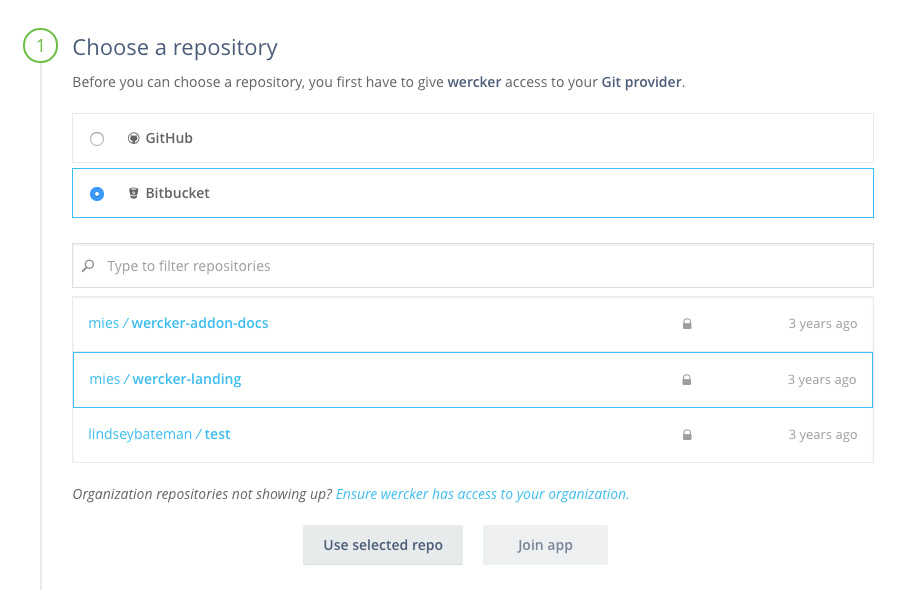 1
Choose a repository
Before you can choose a repository, you first have to give wercker access to your Git provider.
GitHub
Bitbucket
Type to filter repositories
mies / wercker-addon-docs 3 years ago
mies / wercker-landing 3 years ago
lindseybateman / test 3 years ago
Organization repositories not showing up? Ensure wercker has access to your organization.
Use selected repo Join app